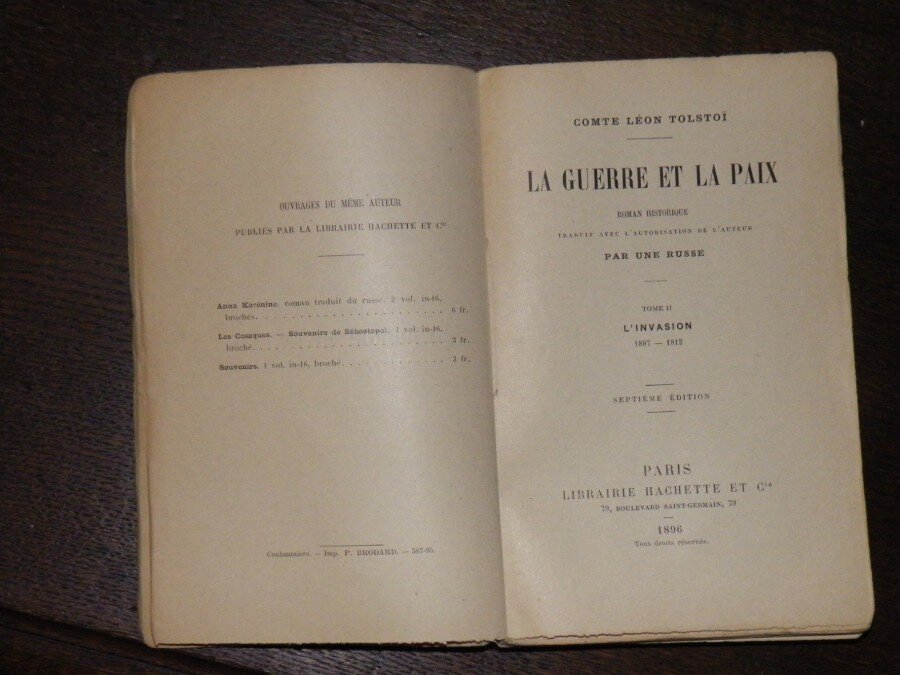 OUVRAGES DU MÊME AUTEUR
PUBLIÉS PAR LA LIBRAIRIE HACHETTE ET Cie
Anna Karénine, roman traduit du russe. 2 vol. in-16,
brochés. 6 fr.
Les Cosaques. — Souvenirs de Sébastopol. 1 vol. in-16,
broché. 3 fr.
Souvenirs. 1 vol. in-16, broché. 3 fr.
Coulommiers. — Imp. P. BRODARD. — 587-95.
COMTE LÉON TOLSTOÏ
LA GUERRE ET LA PAIX
ROMAN HISTORIQUE
TRADUIT AVEC L'AUTORISATION DE L'AUTEUR
PAR UNE RUSSE
TOME II
L'INVASION
1807 — 1812
SEPTIÈME ÉDITION
PARIS
LIBRAIRIE HACHETTE ET Cie
79, BOULEVARD SAINT-GERMAIN, 79
1896
Tous droits réservés.